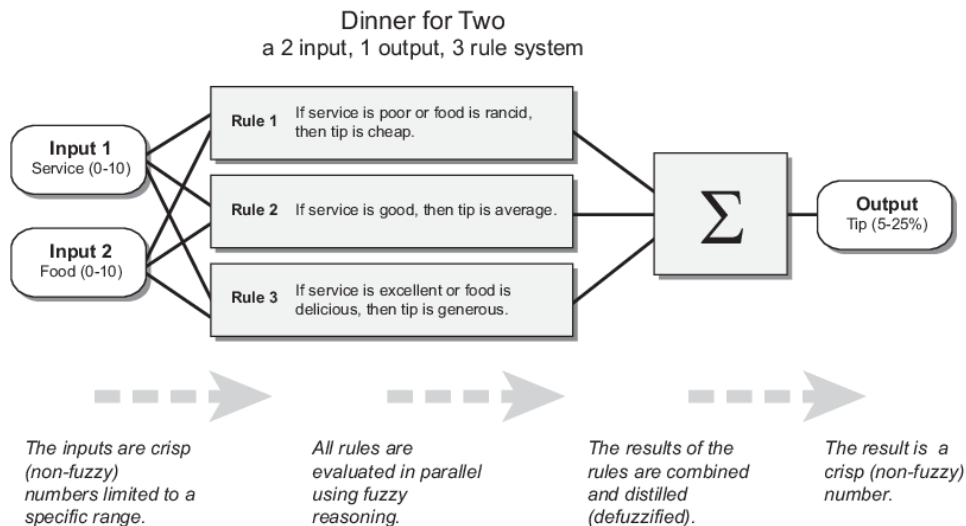 Dinner for Two
a 2 input, 1 output, 3 rule system
Input 1
Service (0-10)
Input 2
Food (0-10)
Rule 1 If service is poor or food is rancid,
then tip is cheap.
Rule 2 If service is good, then tip is average.
Rule 3 If service is excellent or food is
delicious, then tip is generous.
Σ
Output
Tip (5-25%)
The inputs are crisp
(non-fuzzy)
numbers limited to a
specific range.
All rules are
evaluated in parallel
using fuzzy
reasoning.
The results of the
rules are combined
and distilled
(defuzzified).
The result is a
crisp (non-fuzzy)
number.